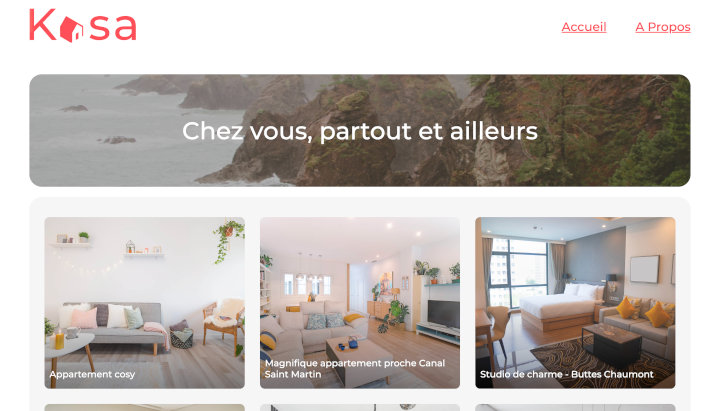 Kasa
Accueil
A Propos
Chez vous, partout et ailleurs
Appartement cosy
Magnifique appartement proche Canal
Saint Martin
Studio de charme - Buttes Chaumont